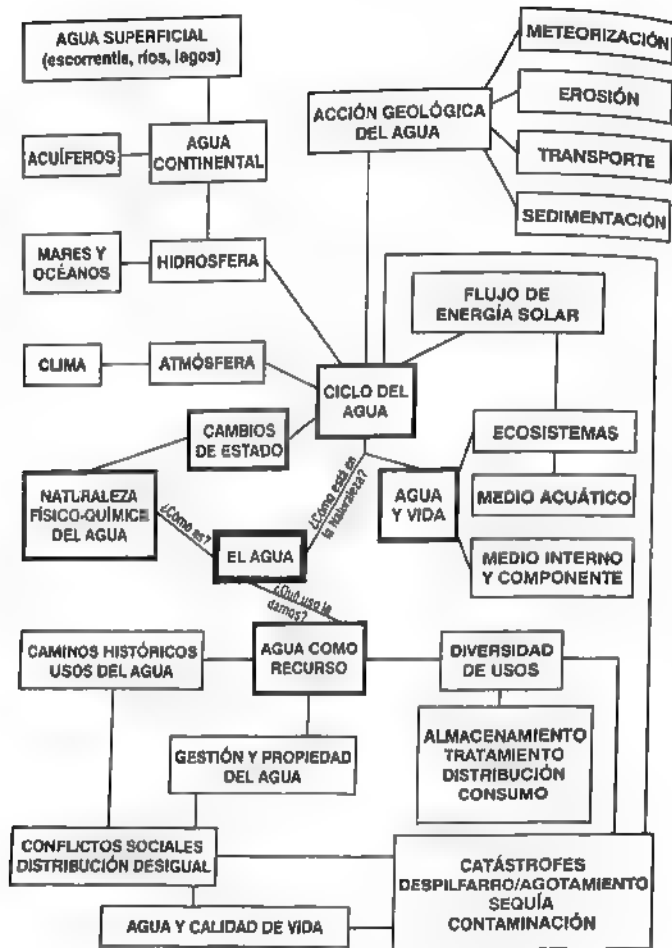 AGUA SUPERFICIAL
(escorrentía, ríos, lagos)
METEORIZACIÓN
EROSIÓN
ACCIÓN GEOLÓGICA
DEL AGUA
TRANSPORTE
SEDIMENTACIÓN
ACUÍFEROS
AGUA
CONTINENTAL
MARES Y
OCÉANOS
HIDROSFERA
FLUJO DE
ENERGÍA SOLAR
CLIMA
ATMÓSFERA
CICLO DEL
AGUA
CAMBIOS
DE ESTADO
ECOSISTEMAS
NATURALEZA
FÍSICO-QUÍMICE
DEL AGUA
¿Cómo es?
¿Cómo está en
la Naturaleza?
AGUA
Y VIDA
MEDIO ACUÁTICO
EL AGUA
MEDIO INTERNO
Y COMPONENTE
¿Qué uso le
damos?
CAMINOS HISTÓRICOS
USOS DEL AGUA
AGUA COMO
RECURSO
DIVERSIDAD
DE USOS
GESTIÓN Y PROPIEDAD
DEL AGUA
ALMACENAMIENTO
TRATAMIENTO
DISTRIBUCIÓN
CONSUMO
CONFLICTOS SOCIALES
DISTRIBUCIÓN DESIGUAL
CATÁSTROFES
DESPILFARRO/AGOTAMIENTO
SEQUÍA
CONTAMINACIÓN
AGUA Y CALIDAD DE VIDA